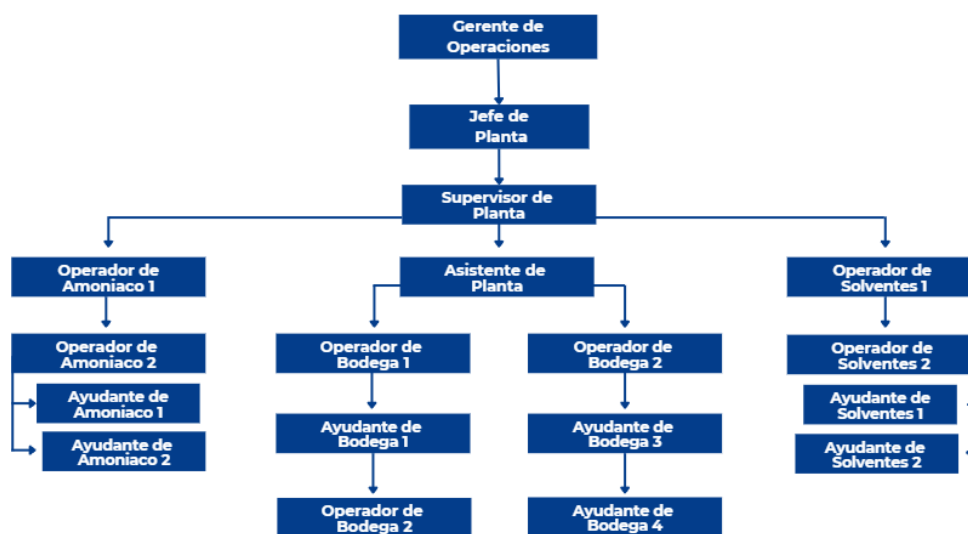 Gerente de
Operaciones
Jefe de
Planta
Supervisor de
Planta
Operador de
Amoniaco 1
Asistente de
Planta
Operador de
Solventes 1
Operador de
Amoniaco 2
Operador de
Bodega 1
Operador de
Bodega 2
Operador de
Solventes 2
Ayudante de
Amoniaco 1
Ayudante de
Solventes 1
Ayudante de
Bodega 1
Ayudante de
Bodega 3
Ayudante de
Amoniaco 2
Ayudante de
Solventes 2
Operador de
Bodega 2
Ayudante de
Bodega 4